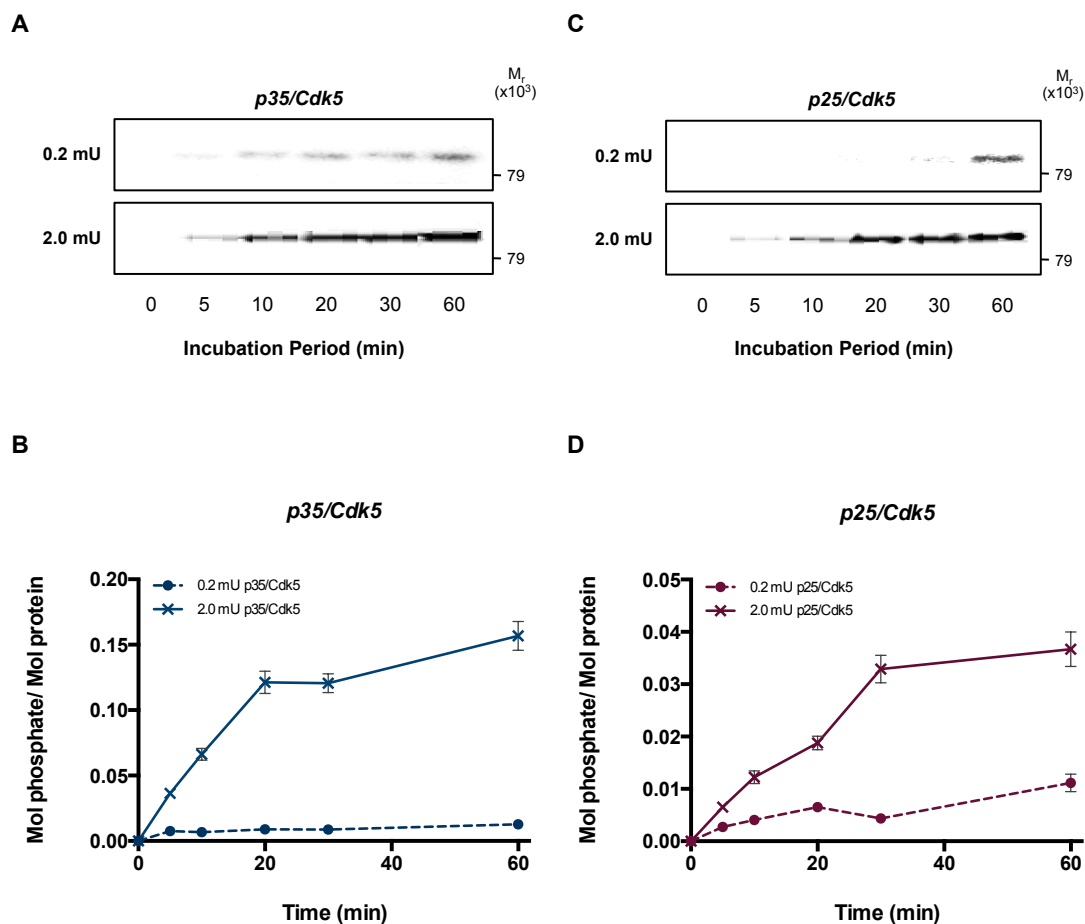 A
p35/Cdk5
Mr
(x10³)
0.2 mU
79
2.0 mU
79
0 5 10 20 30 60
Incubation Period (min)
C
p25/Cdk5
Mr
(x10³)
0.2 mU
79
2.0 mU
79
0 5 10 20 30 60
Incubation Period (min)
B
p35/Cdk5
Mol phosphate/ Mol protein
0.20
0.15
0.10
0.05
0.00
0.2 mU p35/Cdk5
2.0 mU p35/Cdk5
0 20 40 60
Time (min)
D
p25/Cdk5
Mol phosphate/ Mol protein
0.05
0.04
0.03
0.02
0.01
0.00
0.2 mU p25/Cdk5
2.0 mU p25/Cdk5
0 20 40 60
Time (min)